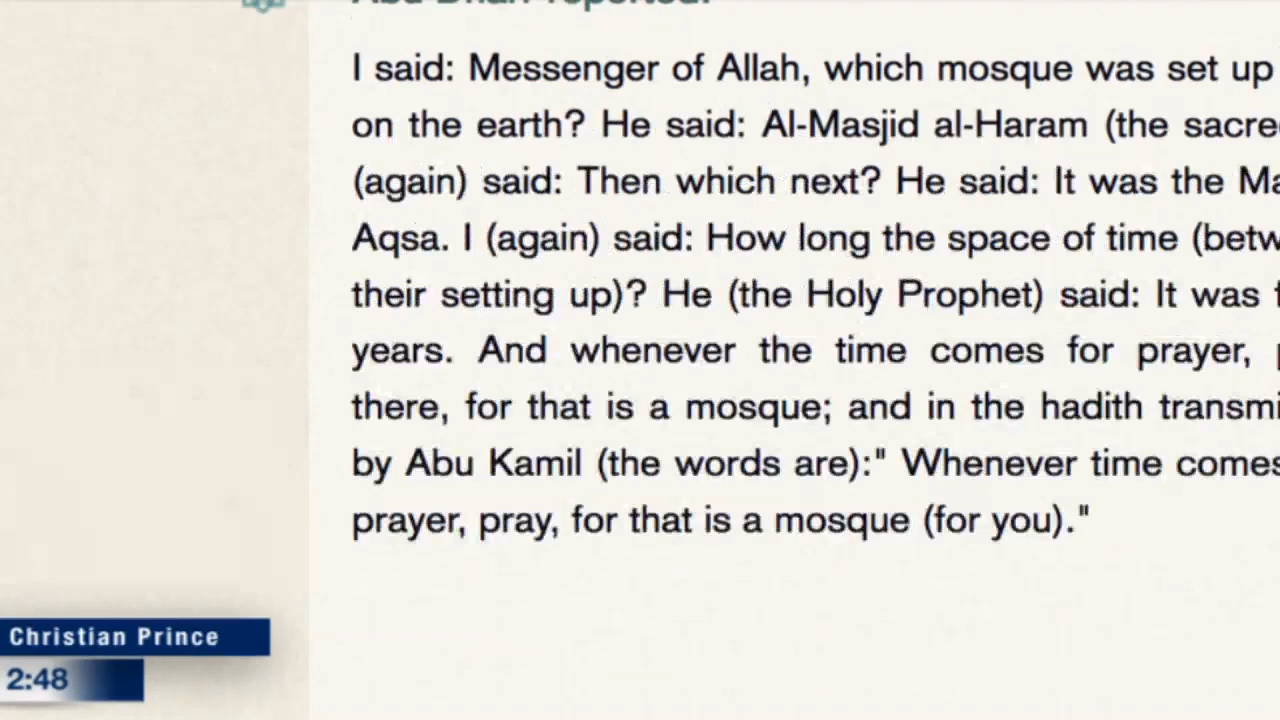 reported:
I said: Messenger of Allah, which mosque was set up
on the earth? He said: Al-Masjid al-Haram (the
(again) said: Then which next? He said: It was the
Aqsa. I (again) said: How long the space of time
their setting up)? He (the Holy Prophet) said: It was
years. And whenever the time comes for prayer,
there, for that is a mosque; and in the hadith
by Abu Kamil (the words are):" Whenever time comes
prayer, pray, for that is a mosque (for you)."
Christian Prince
2:48